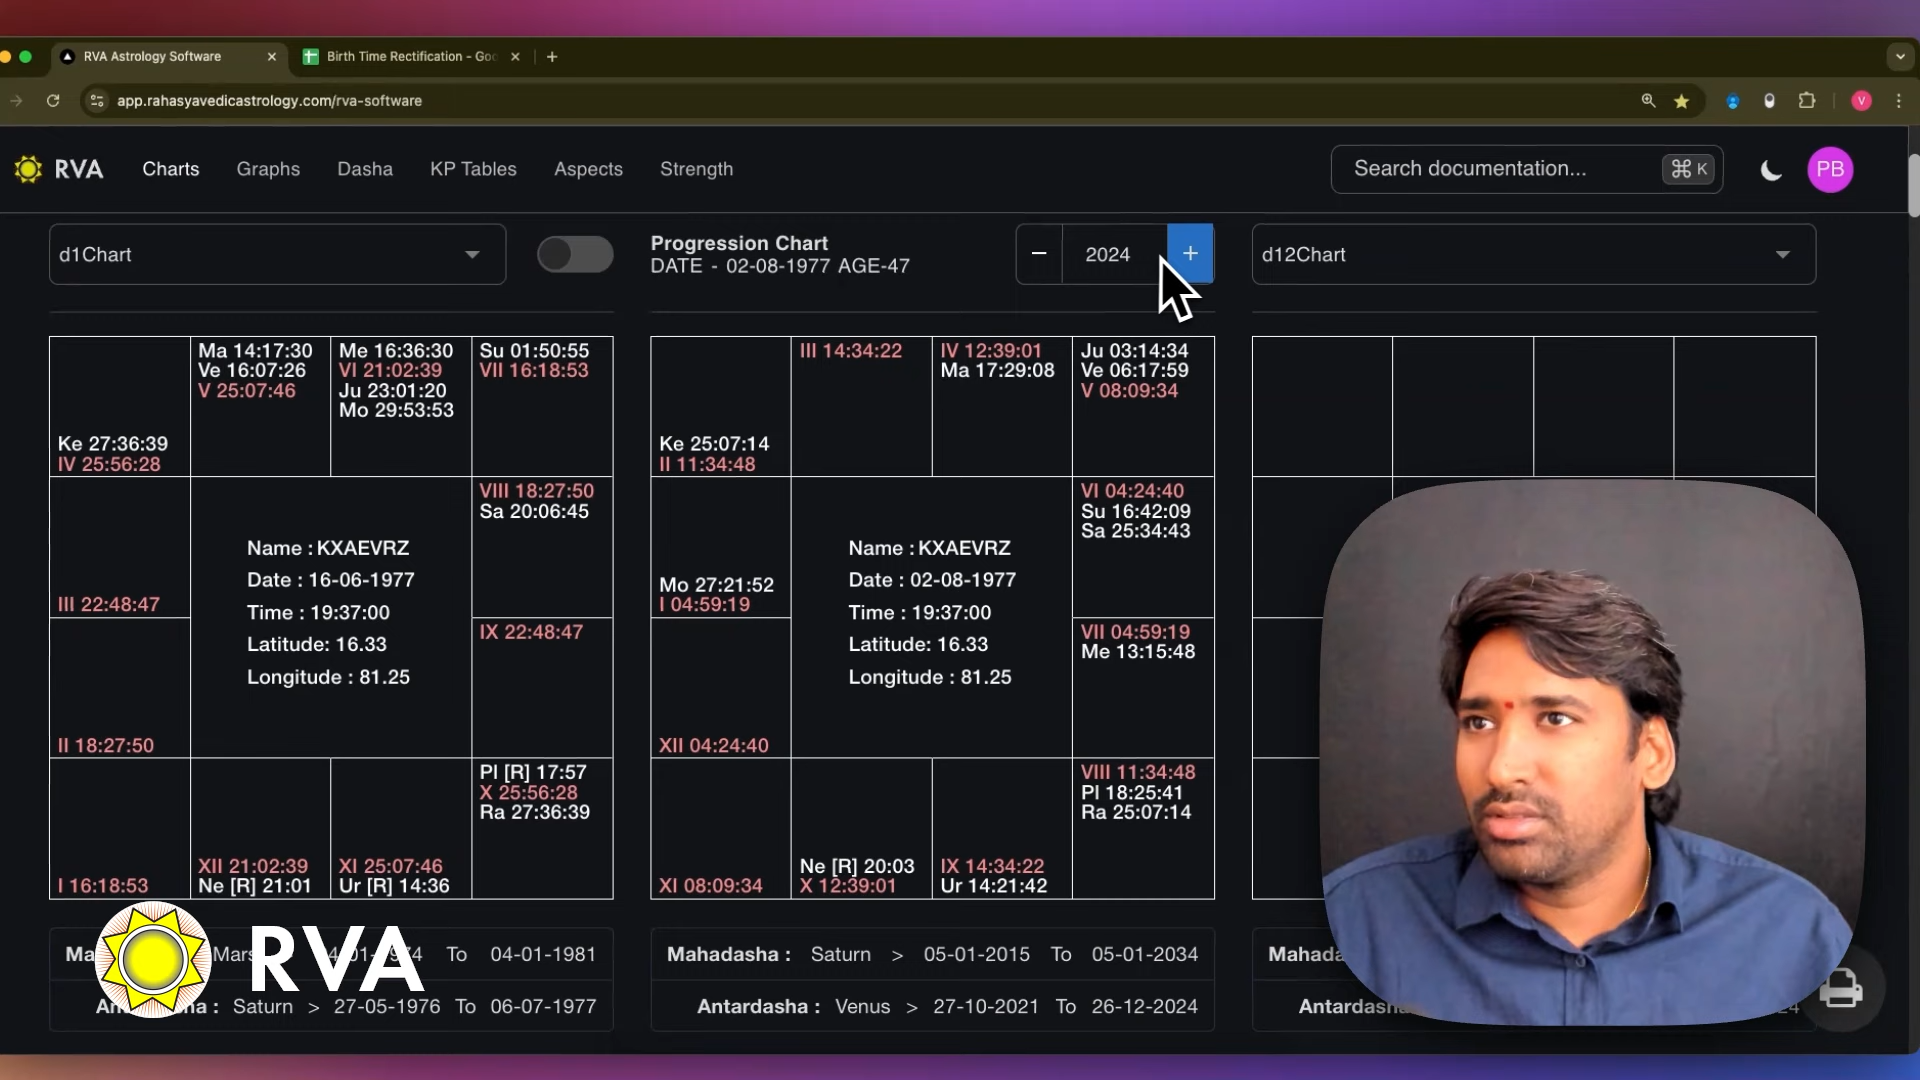 RVA Astrology Software
Birth Time Rectification - Goo
app.rahasyavedicastrology.com/rva-software
V
RVA
Charts
Graphs
Dasha
KP Tables
Aspects
Strength
Search documentation...
⌘ K
PB
d1Chart
Progression Chart
DATE - 02-08-1977 AGE-47
−
2024
+
d12Chart
Ma 14:17:30
Ve 16:07:26
V 25:07:46
Me 16:36:30
VI 21:02:39
Ju 23:01:20
Mo 29:53:53
Su 01:50:55
VII 16:18:53
Ke 27:36:39
IV 25:56:28
VIII 18:27:50
Sa 20:06:45
III 22:48:47
Name : KXAEVRZ
Date : 16-06-1977
Time : 19:37:00
Latitude: 16.33
Longitude : 81.25
IX 22:48:47
II 18:27:50
Pl [R] 17:57
X 25:56:28
Ra 27:36:39
I 16:18:53
XII 21:02:39
Ne [R] 21:01
XI 25:07:46
Ur [R] 14:36
III 14:34:22
IV 12:39:01
Ma 17:29:08
Ju 03:14:34
Ve 06:17:59
V 08:09:34
Ke 25:07:14
II 11:34:48
VI 04:24:40
Su 16:42:09
Sa 25:34:43
Mo 27:21:52
I 04:59:19
Name : KXAEVRZ
Date : 02-08-1977
Time : 19:37:00
Latitude: 16.33
Longitude : 81.25
VII 04:59:19
Me 13:15:48
XII 04:24:40
VIII 11:34:48
Pl 18:25:41
Ra 25:07:14
XI 08:09:34
Ne [R] 20:03
X 12:39:01
IX 14:34:22
Ur 14:21:42
Mars To 04-01-1981
Saturn > 27-05-1976 To 06-07-1977
RVA
Mahadasha : Saturn > 05-01-2015 To 05-01-2034
Antardasha : Venus > 27-10-2021 To 26-12-2024
Mahada
Antardash